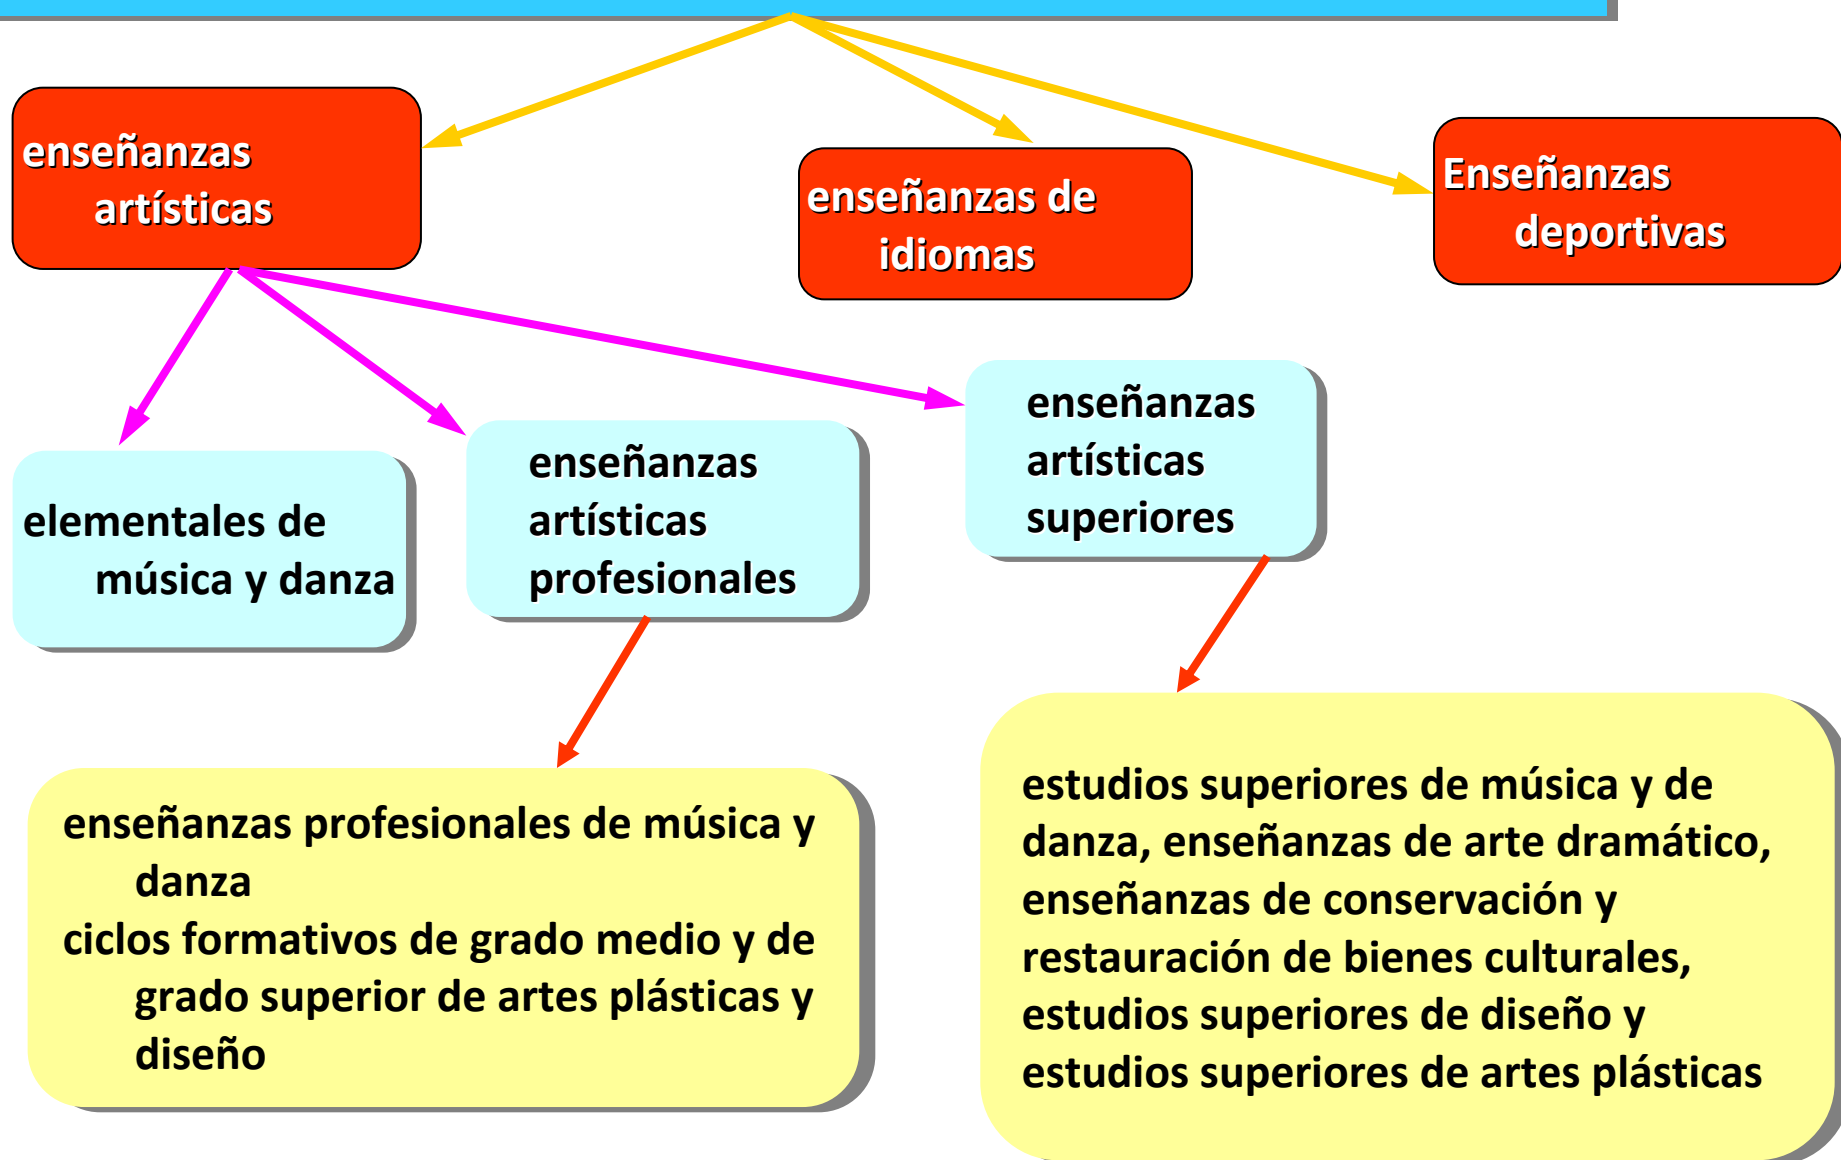 enseñanzas
artísticas
enseñanzas de
idiomas
Enseñanzas
deportivas
elementales de
música y danza
enseñanzas
artísticas
profesionales
enseñanzas
artísticas
superiores
enseñanzas profesionales de música y
danza
ciclos formativos de grado medio y de
grado superior de artes plásticas y
diseño
estudios superiores de música y de
danza, enseñanzas de arte dramático,
enseñanzas de conservación y
restauración de bienes culturales,
estudios superiores de diseño y
estudios superiores de artes plásticas